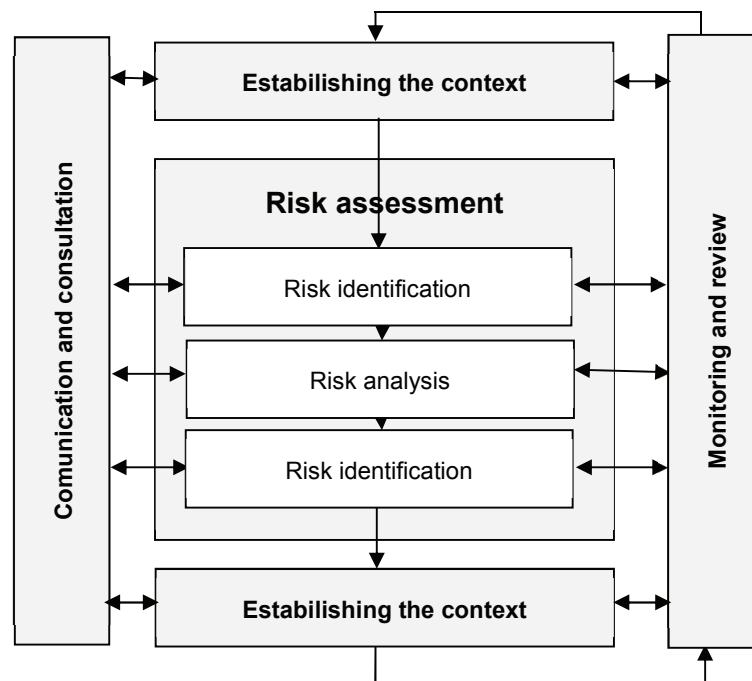 Estabilishing the context
Comunication and consultation
Risk assessment
Risk identification
Risk analysis
Risk identification
Estabilishing the context
Monitoring and review